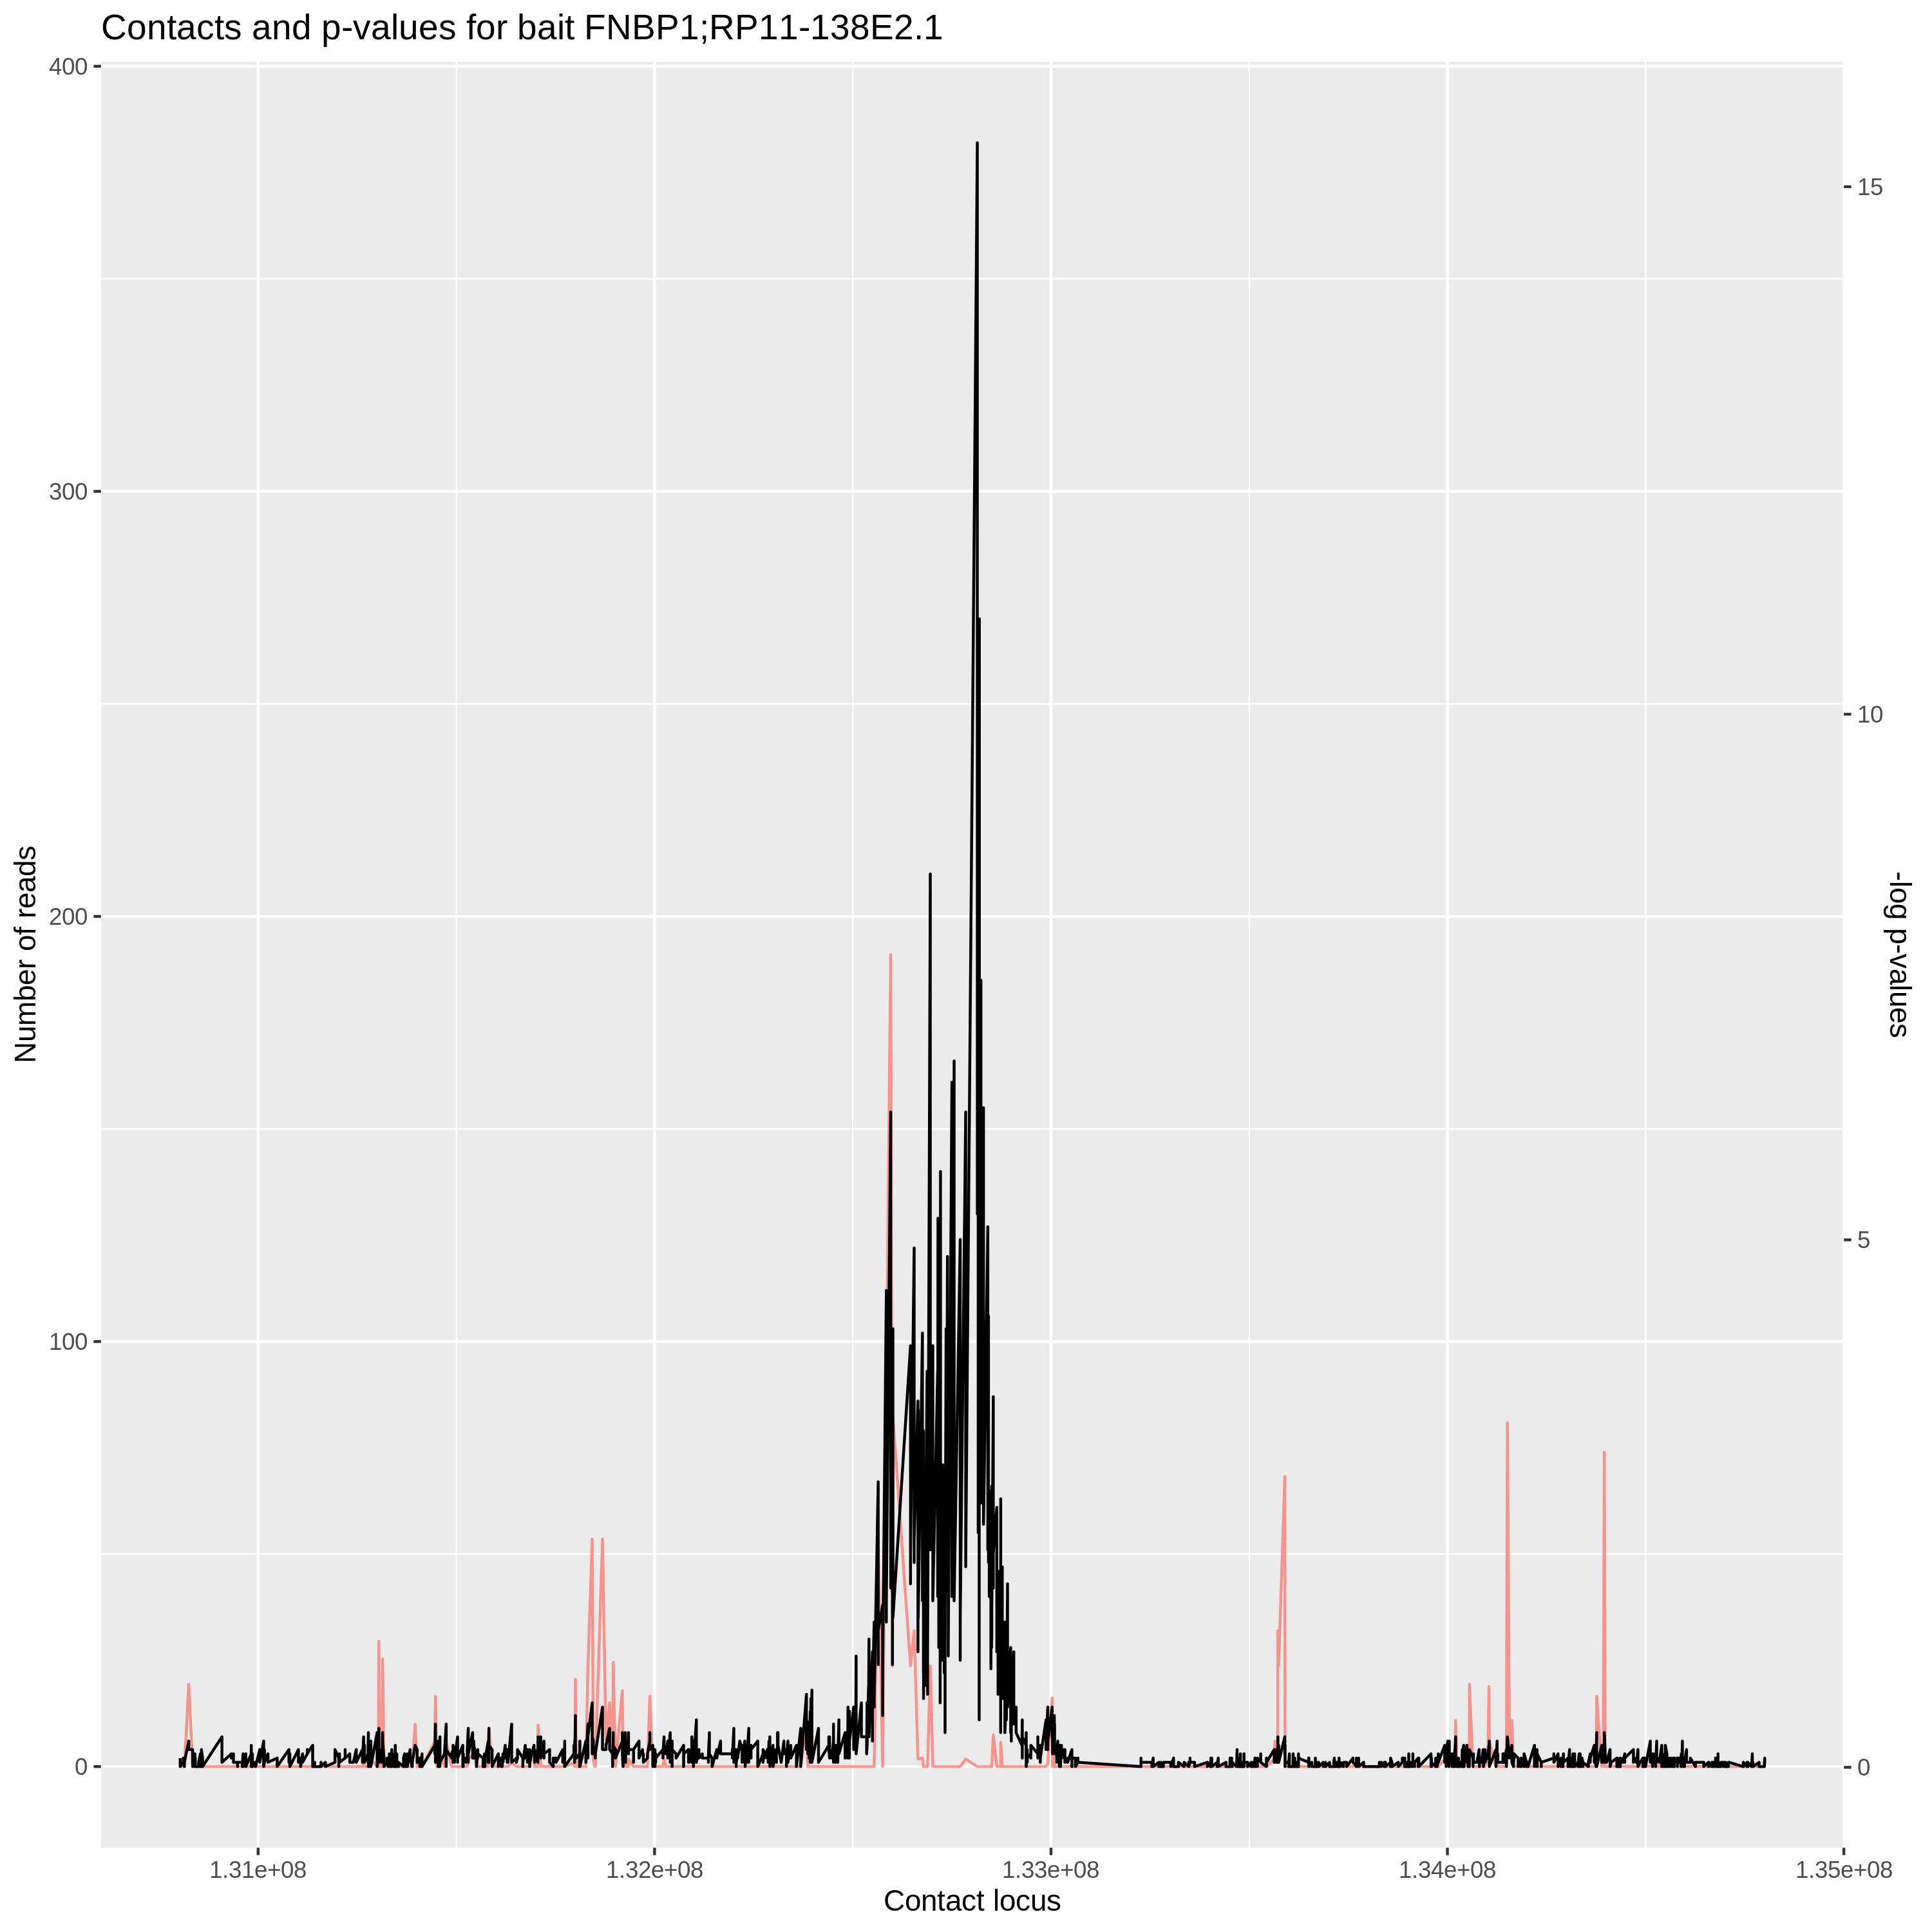 Contacts and p-values for bait FNBP1;RP11-138E2.1
400
300
200
100
0
Number of reads
15
10
5
0
-log p-values
1.31e+08
1.32e+08
1.33e+08
1.34e+08
1.35e+08
Contact locus